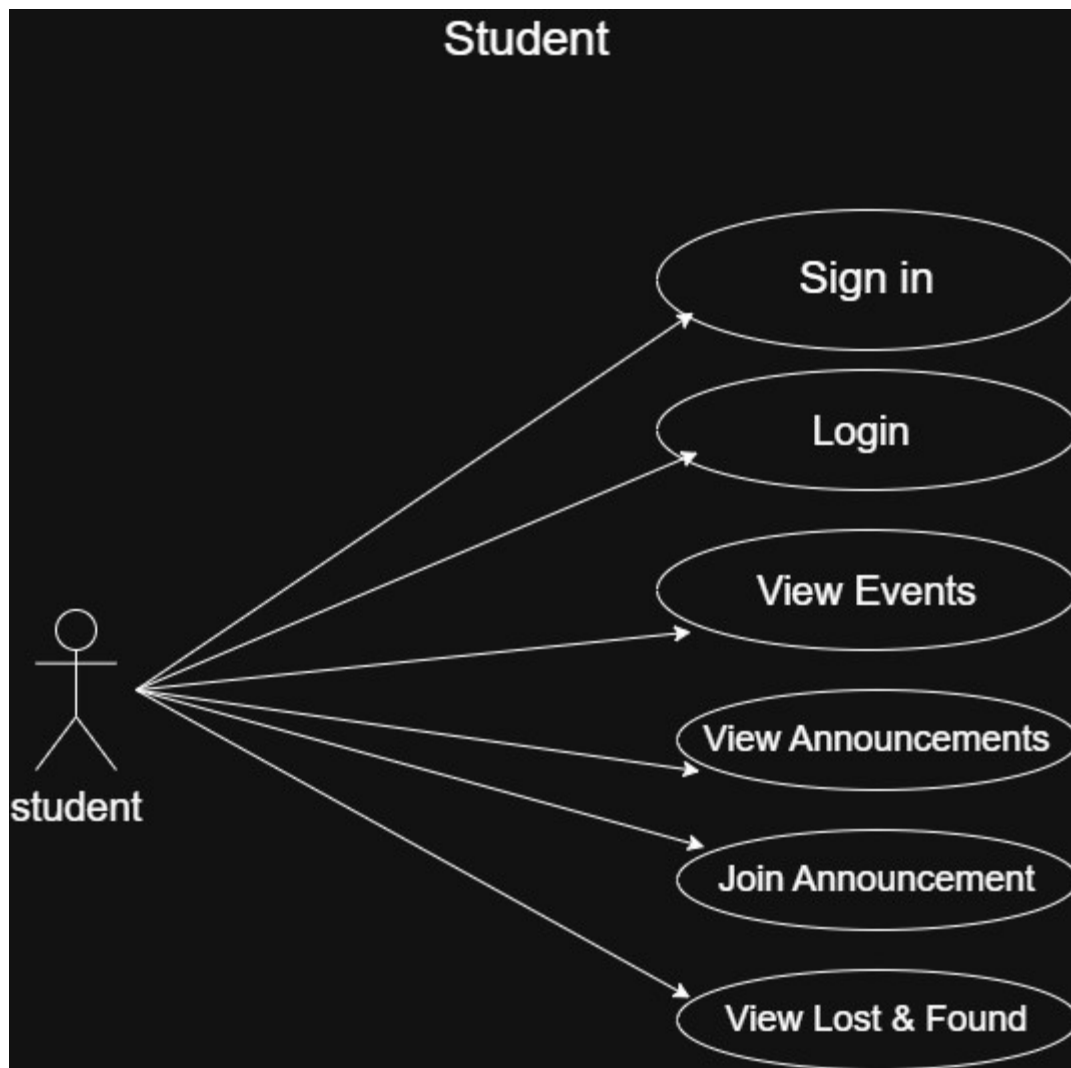 Student
Sign in
Login
View Events
View Announcements
student
Join Announcement
View Lost & Found